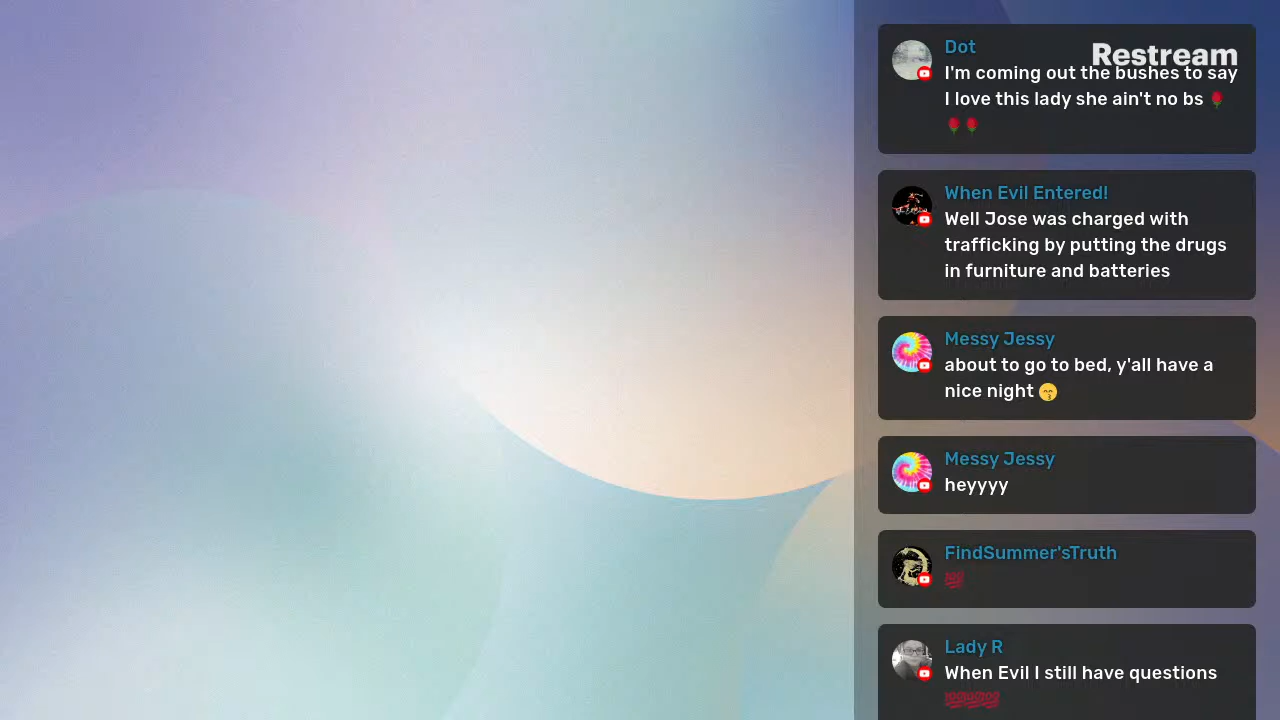 Restream
Dot
I'm coming out the bushes to say
I love this lady she ain't no bs 🌹
🌹🌹
When Evil Entered!
Well Jose was charged with
trafficking by putting the drugs
in furniture and batteries
Messy Jessy
about to go to bed, y'all have a
nice night 😙
Messy Jessy
heyyyy
FindSummer'sTruth
💯
Lady R
When Evil I still have questions
💯💯💯